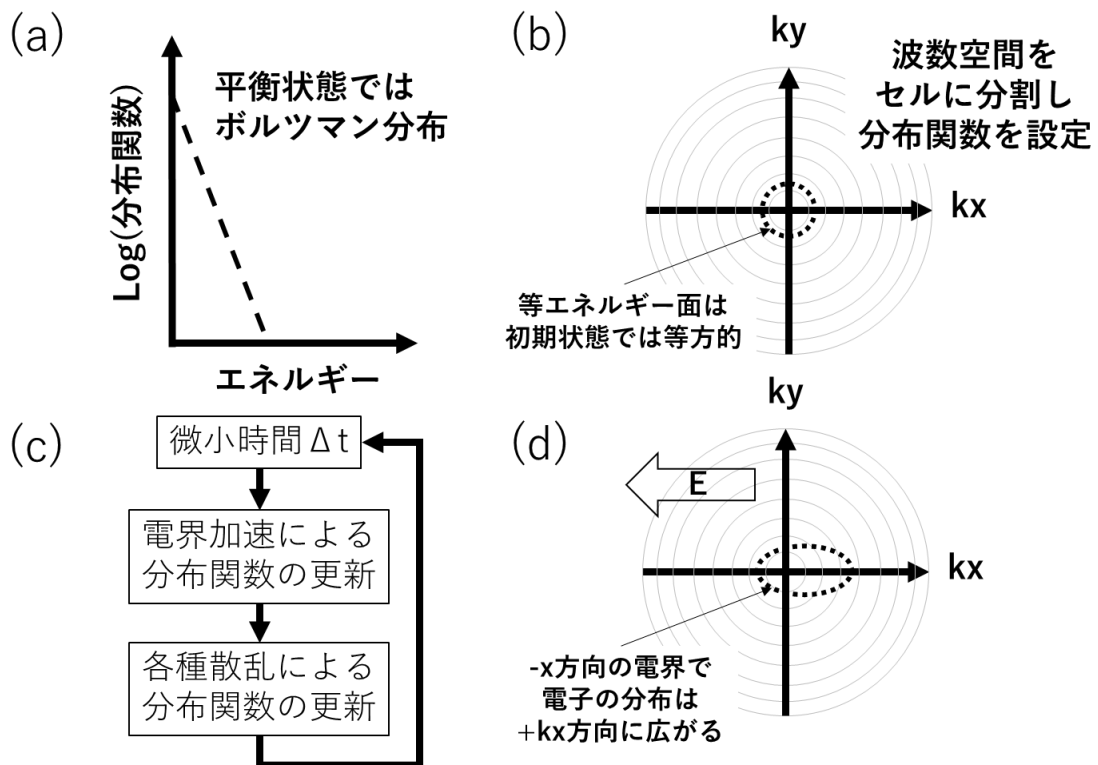 (a)
Log(分布関数)
平衡状態では
ボルツマン分布
エネルギー
(b)
ky
波数空間を
セルに分割し
分布関数を設定
kx
等エネルギー面は
初期状態では等方的
(c)
微小時間Δt
電界加速による
分布関数の更新
各種散乱による
分布関数の更新
(d)
ky
E
kx
-x方向の電界で
電子の分布は
+kx方向に広がる